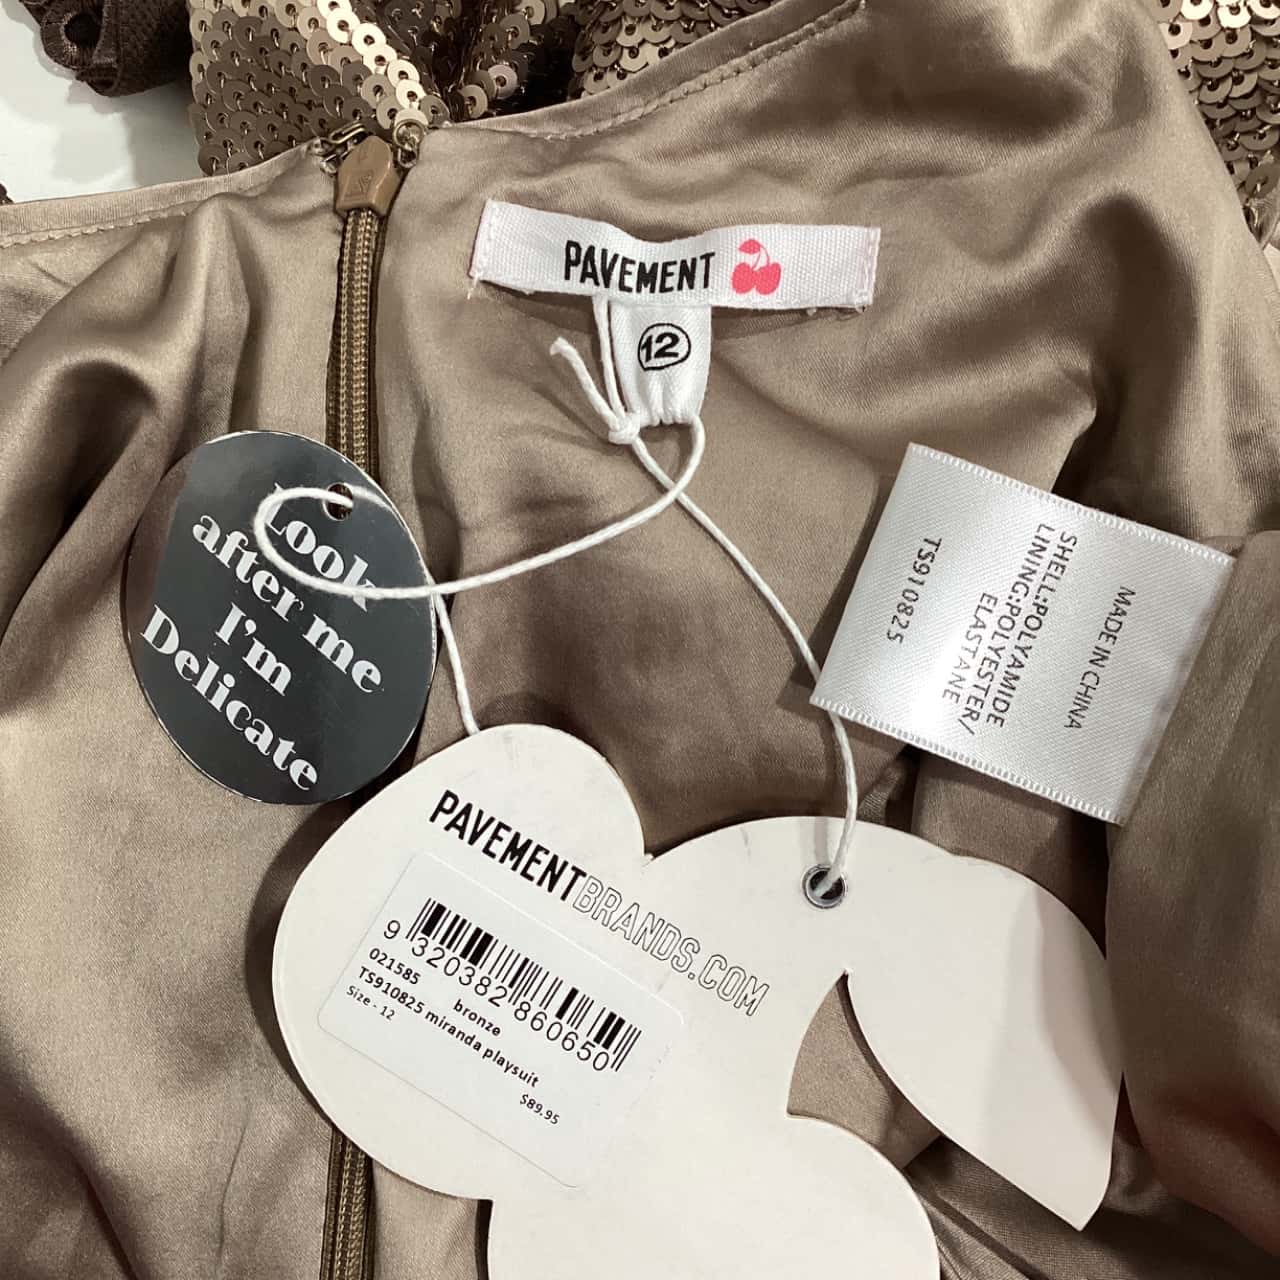 PAVEMENT
12
Look
after me
I'm
Delicate
MADE IN CHINA
SHELL:POLYAMIDE
LINING:POLYESTER/
ELASTANE
TS910825
PAVEMENTBRANDS.COM
9 320382 860650
021585 bronze
TS910825 miranda playsuit
Size - 12
$89.95